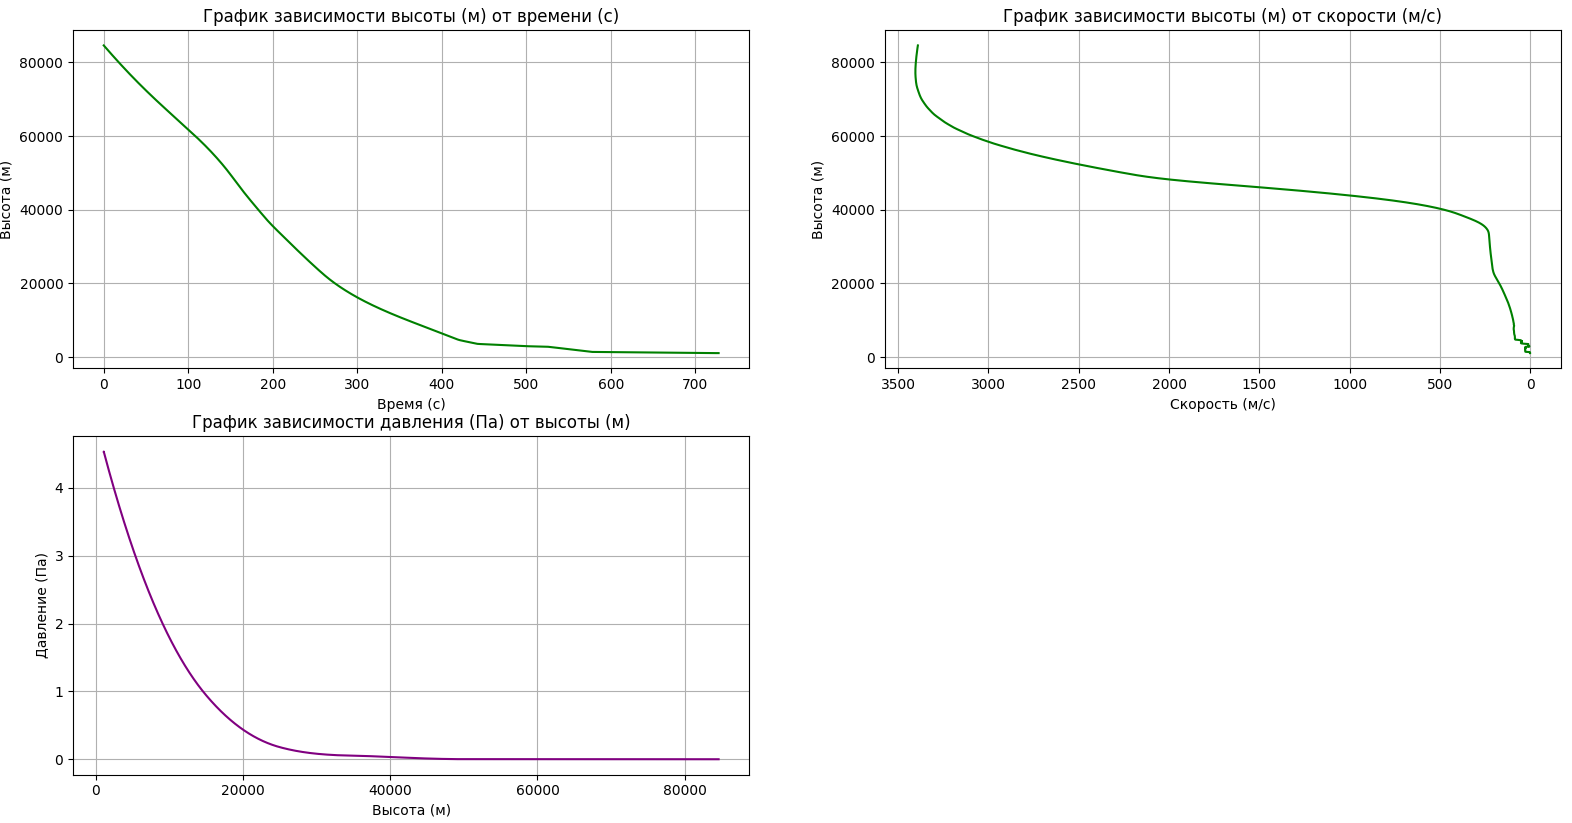 График зависимости высоты (м) от времени (с)
80000
60000
40000
20000
0
Высота (м)
0 100 200 300 400 500 600 700
Время (с)
График зависимости высоты (м) от скорости (м/с)
80000
60000
40000
20000
0
Высота (м)
3500 3000 2500 2000 1500 1000 500 0
Скорость (м/с)
График зависимости давления (Па) от высоты (м)
4
3
2
1
0
Давление (Па)
0 20000 40000 60000 80000
Высота (м)